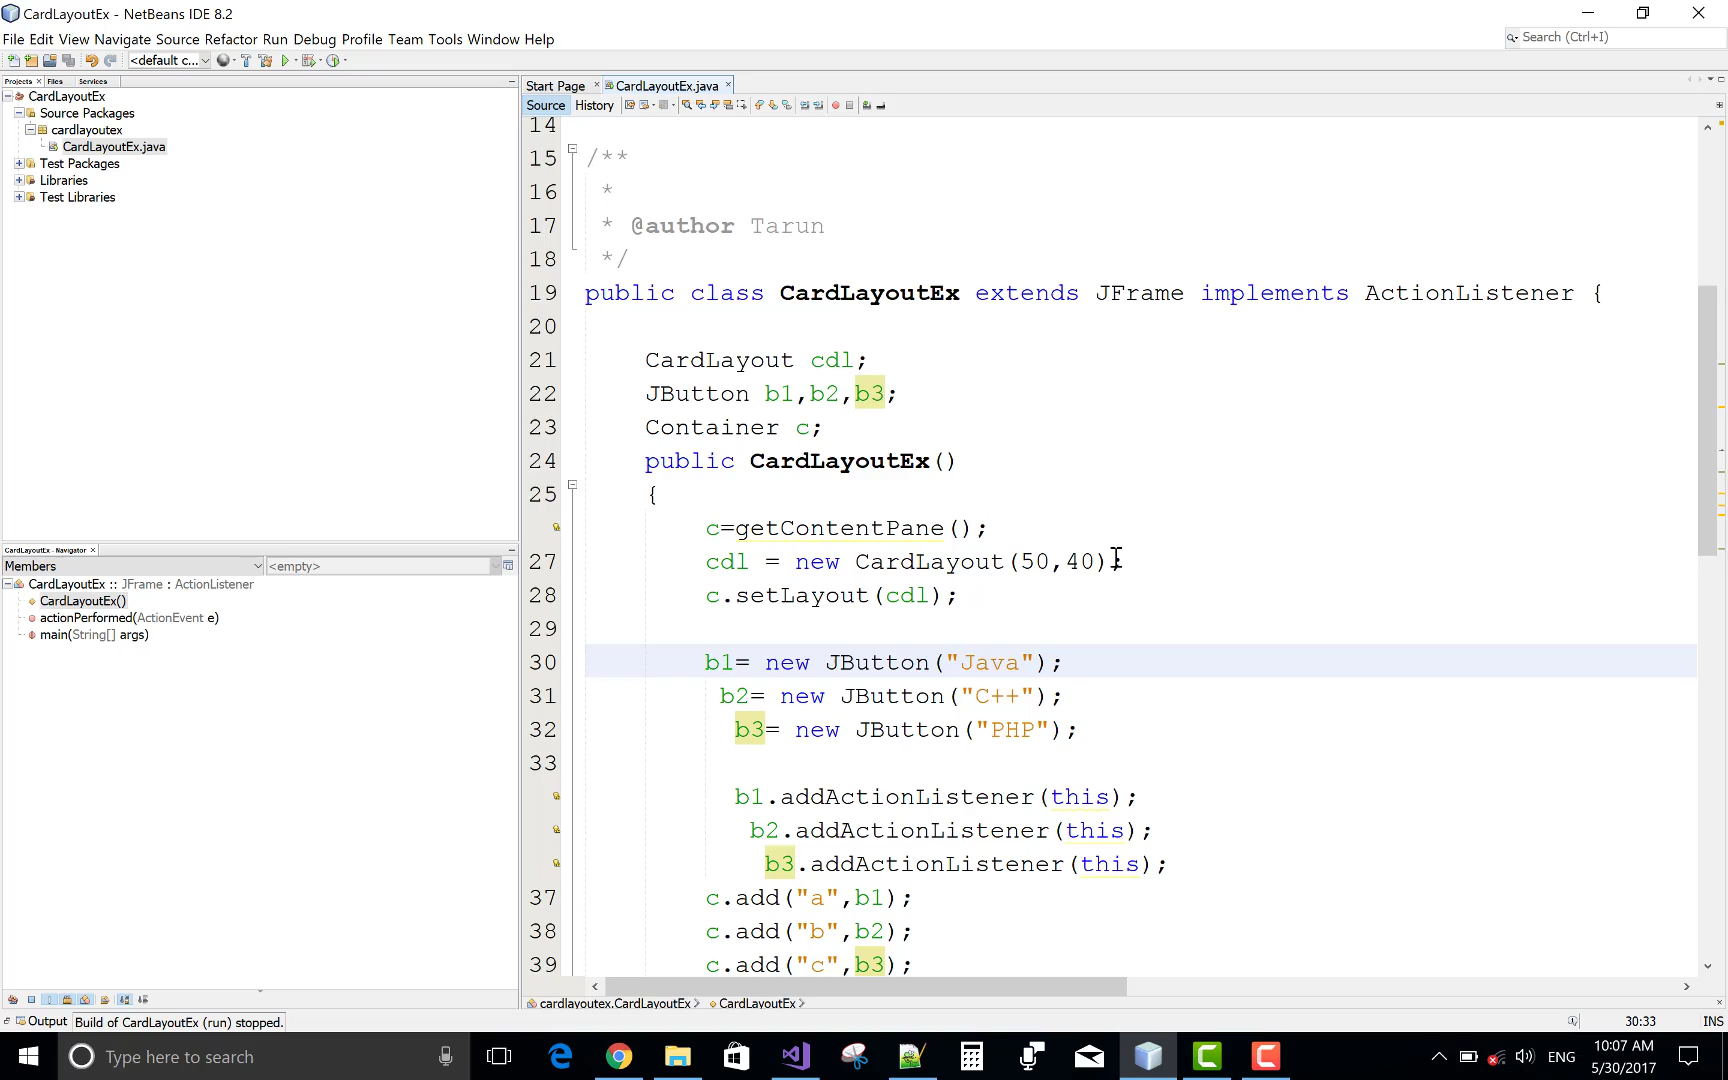 CardLayoutEx - NetBeans IDE 8.2
File Edit View Navigate Source Refactor Run Debug Profile Team Tools Window Help
Search (Ctrl+I)
<default c...
Projects Files Services
CardLayoutEx
Source Packages
cardlayoutex
CardLayoutEx.java
Test Packages
Libraries
Test Libraries
Start Page CardLayoutEx.java
Source History
14
15 /**
16 *
17 * @author Tarun
18 */
19 public class CardLayoutEx extends JFrame implements ActionListener {
20
21 CardLayout cdl;
22 JButton b1,b2,b3;
23 Container c;
24 public CardLayoutEx()
25 {
c=getContentPane();
27 cdl = new CardLayout(50,40);
28 c.setLayout(cdl);
29
30 b1= new JButton("Java");
31 b2= new JButton("C++");
32 b3= new JButton("PHP");
33
b1.addActionListener(this);
b2.addActionListener(this);
b3.addActionListener(this);
37 c.add("a",b1);
38 c.add("b",b2);
39 c.add("c",b3);
CardLayoutEx - Navigator
Members <empty>
CardLayoutEx :: JFrame : ActionListener
CardLayoutEx()
actionPerformed(ActionEvent e)
main(String[] args)
cardlayoutex.CardLayoutEx CardLayoutEx
Output Build of CardLayoutEx (run) stopped.
30:33 INS
Type here to search
ENG
10:07 AM
5/30/2017